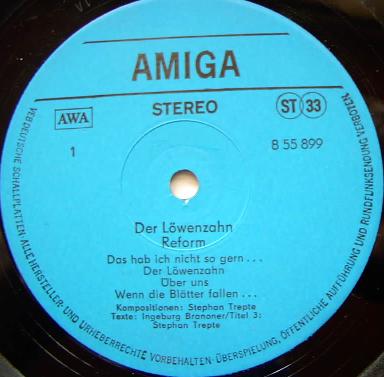 AMIGA
STEREO
AWA
ST 33
1
8 55 899
Der Löwenzahn
Reform
Das hab ich nicht so gern...
Der Löwenzahn
Über uns
Wenn die Blätter fallen...
Kompositionen: Stephan Trepte
Texte: Ingeburg Branoner/Titel 3:
Stephan Trepte
VEB DEUTSCHE SCHALLPLATTEN · ALLE HERSTELLER- UND URHEBERRECHTE VORBEHALTEN · ÜBERSPIELUNG, ÖFFENTLICHE AUFFÜHRUNG UND RUNDFUNKSENDUNG VERBOTEN.